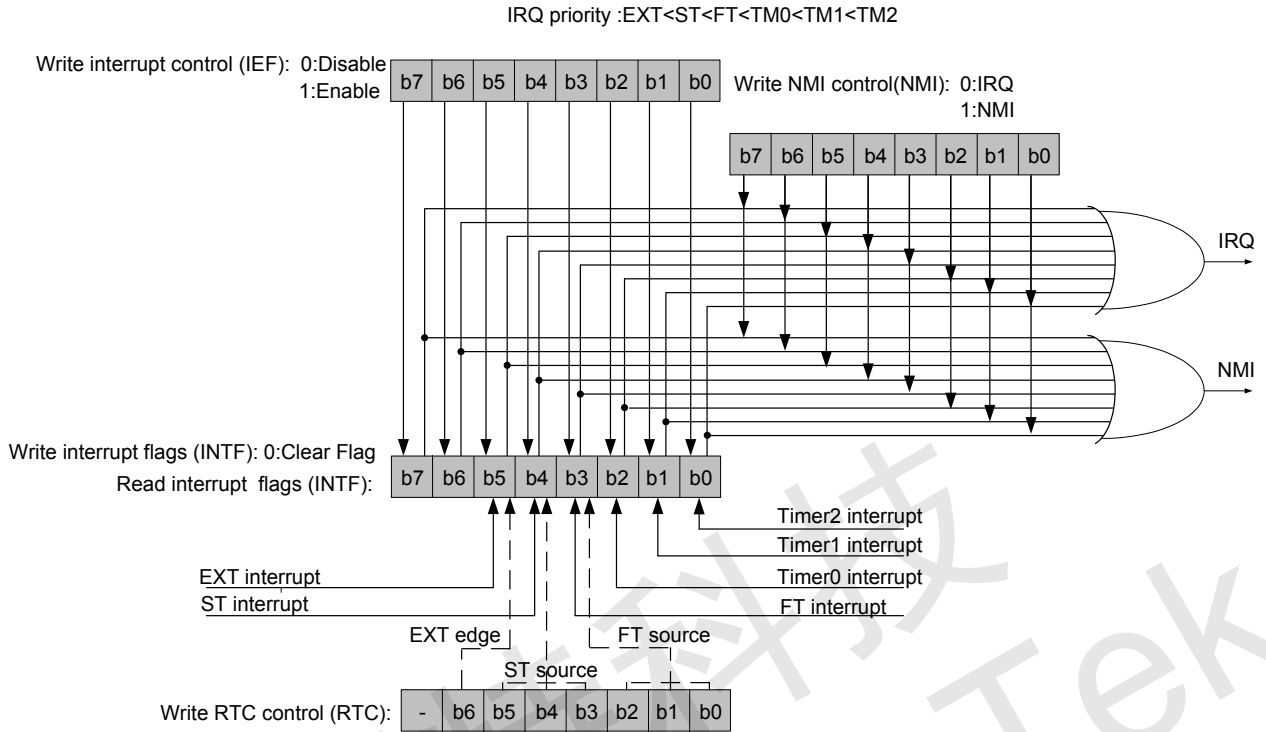 IRQ priority :EXT<ST<FT<TM0<TM1<TM2
Write interrupt control (IEF): 0:Disable
1:Enable
b7 b6 b5 b4 b3 b2 b1 b0
Write NMI control(NMI): 0:IRQ
1:NMI
b7 b6 b5 b4 b3 b2 b1 b0
IRQ
NMI
Write interrupt flags (INTF): 0:Clear Flag
Read interrupt flags (INTF):
b7 b6 b5 b4 b3 b2 b1 b0
Timer2 interrupt
Timer1 interrupt
EXT interrupt
Timer0 interrupt
ST interrupt
FT interrupt
EXT edge
FT source
ST source
Write RTC control (RTC):
- b6 b5 b4 b3 b2 b1 b0
科技
Tek